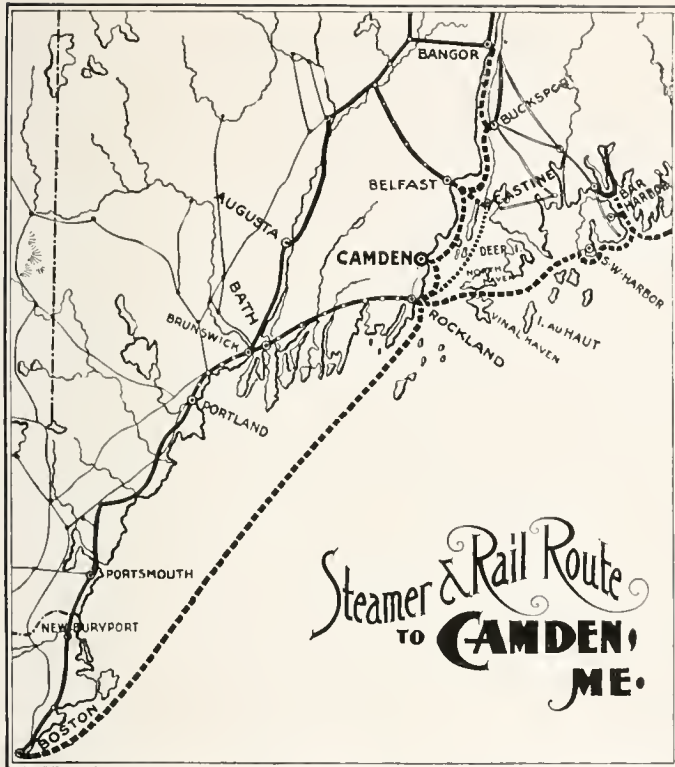 BANGOR
BUCKSPORT
BELFAST
CASTINE
BAR
HARBOR
AUGUSTA
CAMDEN
DEER I.
NORTH
HAVEN
S.W. HARBOR
BATH
BRUNSWICK
ROCKLAND
I. AU HAUT
VINAL HAVEN
PORTLAND
PORTSMOUTH
NEWBURYPORT
BOSTON
Steamer & Rail Route
TO CAMDEN,
ME.